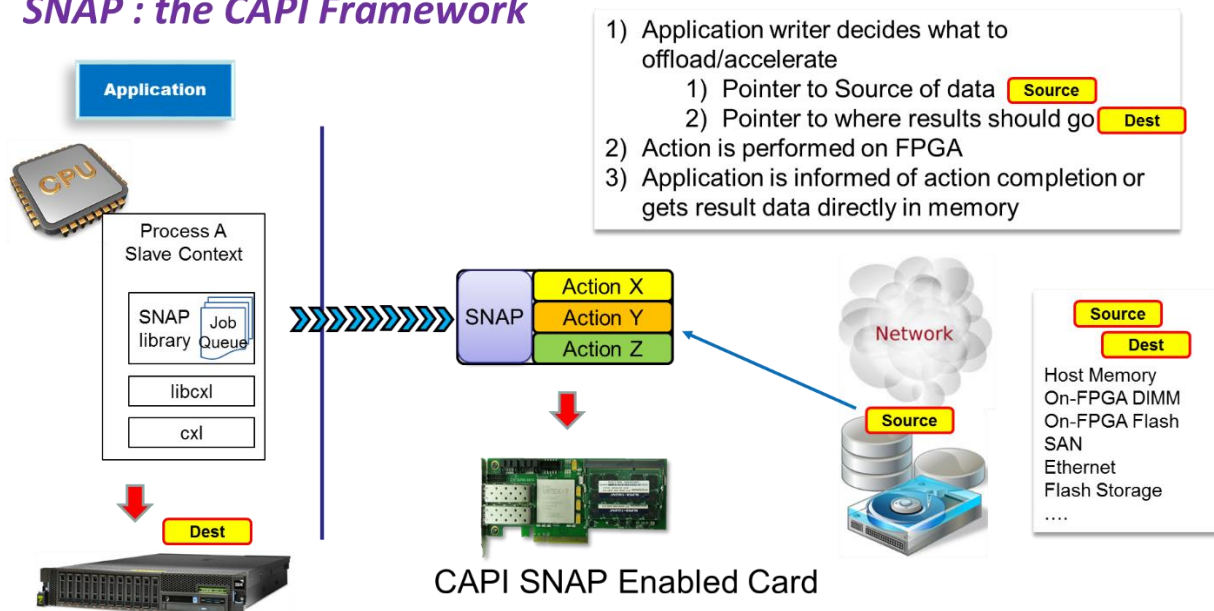 SNAP : the CAPI Framework
1) Application writer decides what to
offload/accelerate
1) Pointer to Source of data Source
2) Pointer to where results should go Dest
2) Action is performed on FPGA
3) Application is informed of action completion or
gets result data directly in memory
Application
CPU
Process A
Slave Context
SNAP
library
Job
Queue
libcxl
cxl
Dest
SNAP
Action X
Action Y
Action Z
CAPI SNAP Enabled Card
Network
Source
Source
Dest
Host Memory
On-FPGA DIMM
On-FPGA Flash
SAN
Ethernet
Flash Storage
....